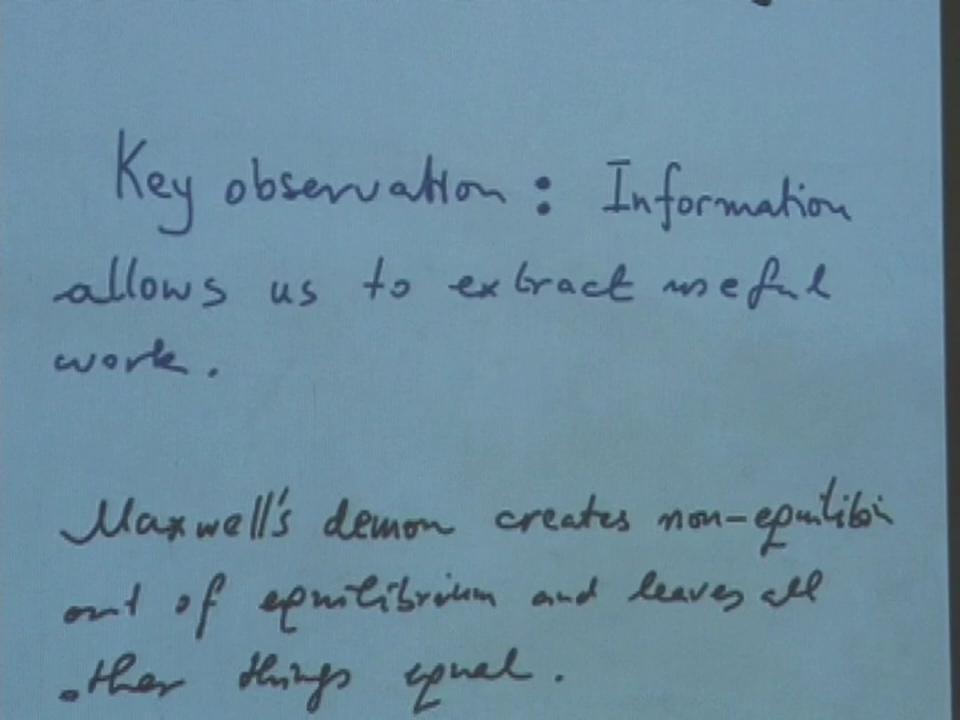 Key observation : Information
allows us to extract useful
work.
Maxwell's demon creates non-equilibri
out of equilibrium and leaves all
other things equal.